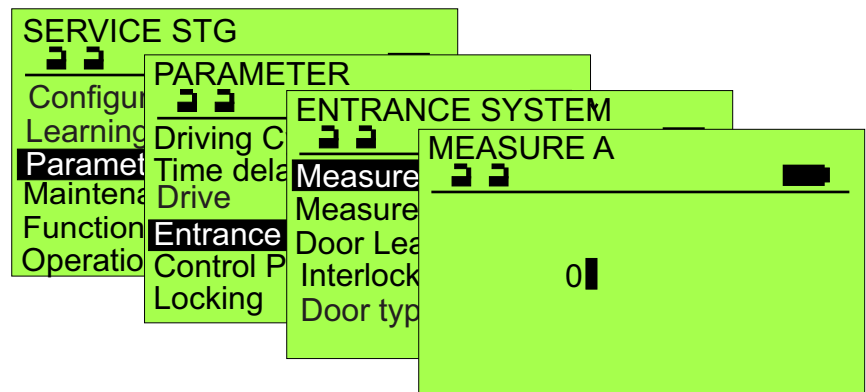 SERVICE STG
Configur
Learning
Paramet
Maintena
Function
Operatio
PARAMETER
Driving C
Time dela
Drive
Entrance
Control P
Locking
ENTRANCE SYSTEM
Measure
Measure
Door Lea
Interlock
Door typ
MEASURE A
0